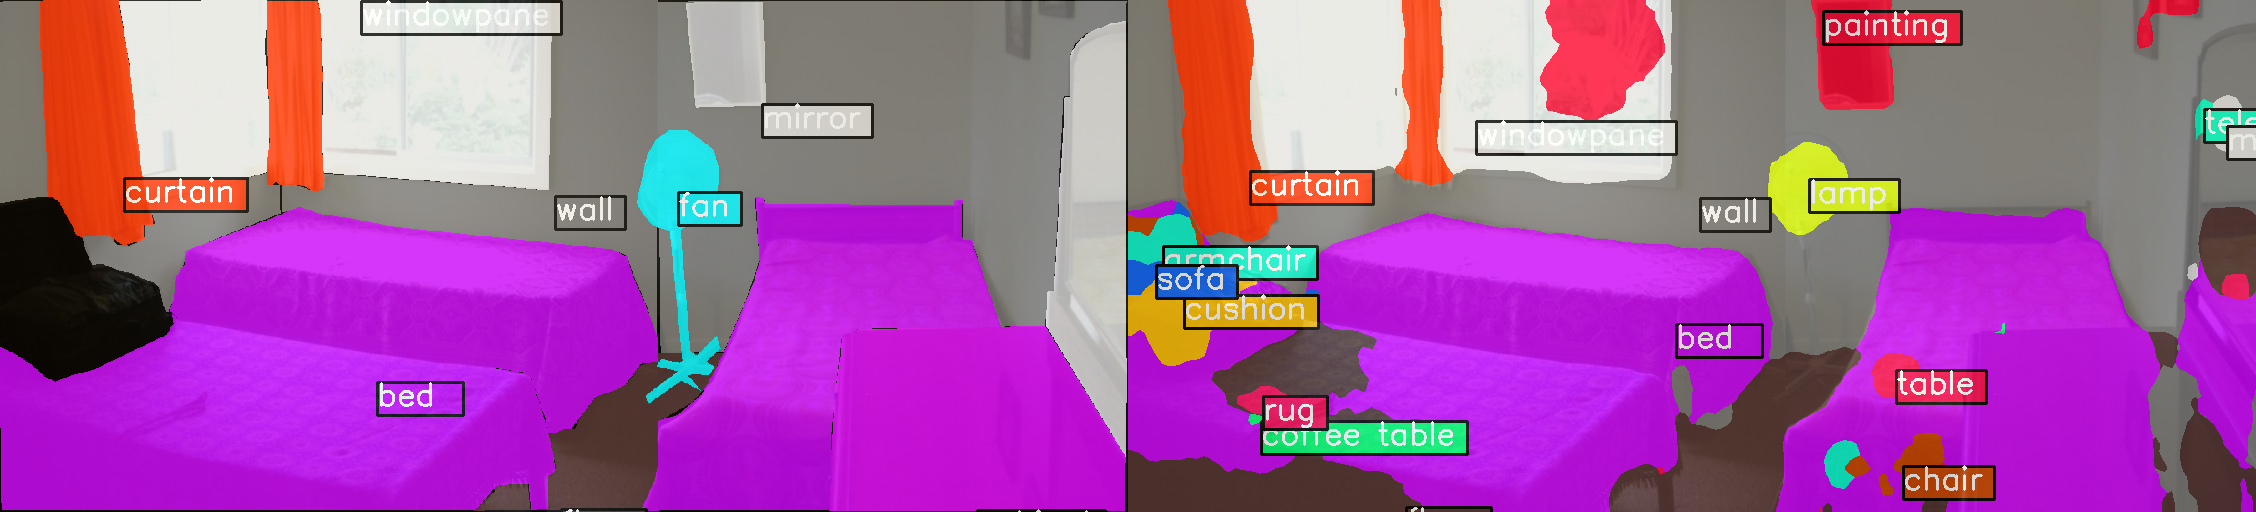 windowpane
mirror
curtain
wall
fan
bed
painting
windowpane
curtain
wall
lamp
armchair
sofa
cushion
bed
table
rug
coffee table
chair